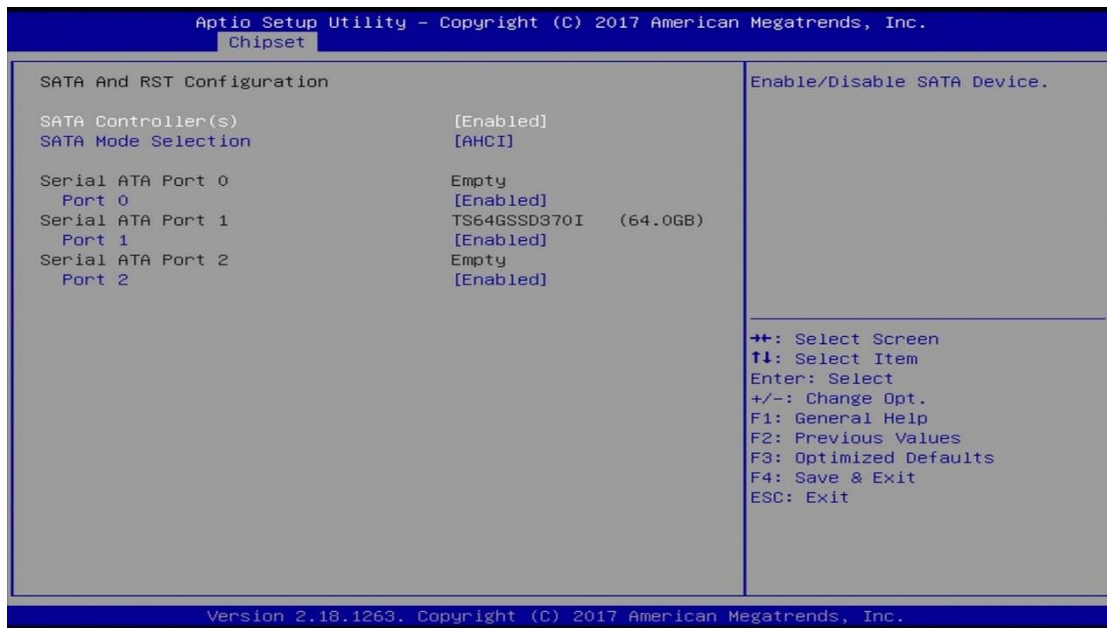 Aptio Setup Utility – Copyright (C) 2017 American Megatrends, Inc.
Chipset
SATA And RST Configuration
SATA Controller(s) [Enabled]
SATA Mode Selection [AHCI]
Serial ATA Port 0 Empty
Port 0 [Enabled]
Serial ATA Port 1 TS64GSSD370I (64.0GB)
Port 1 [Enabled]
Serial ATA Port 2 Empty
Port 2 [Enabled]
Enable/Disable SATA Device.
→←: Select Screen
↑↓: Select Item
Enter: Select
+/-: Change Opt.
F1: General Help
F2: Previous Values
F3: Optimized Defaults
F4: Save & Exit
ESC: Exit
Version 2.18.1263. Copyright (C) 2017 American Megatrends, Inc.